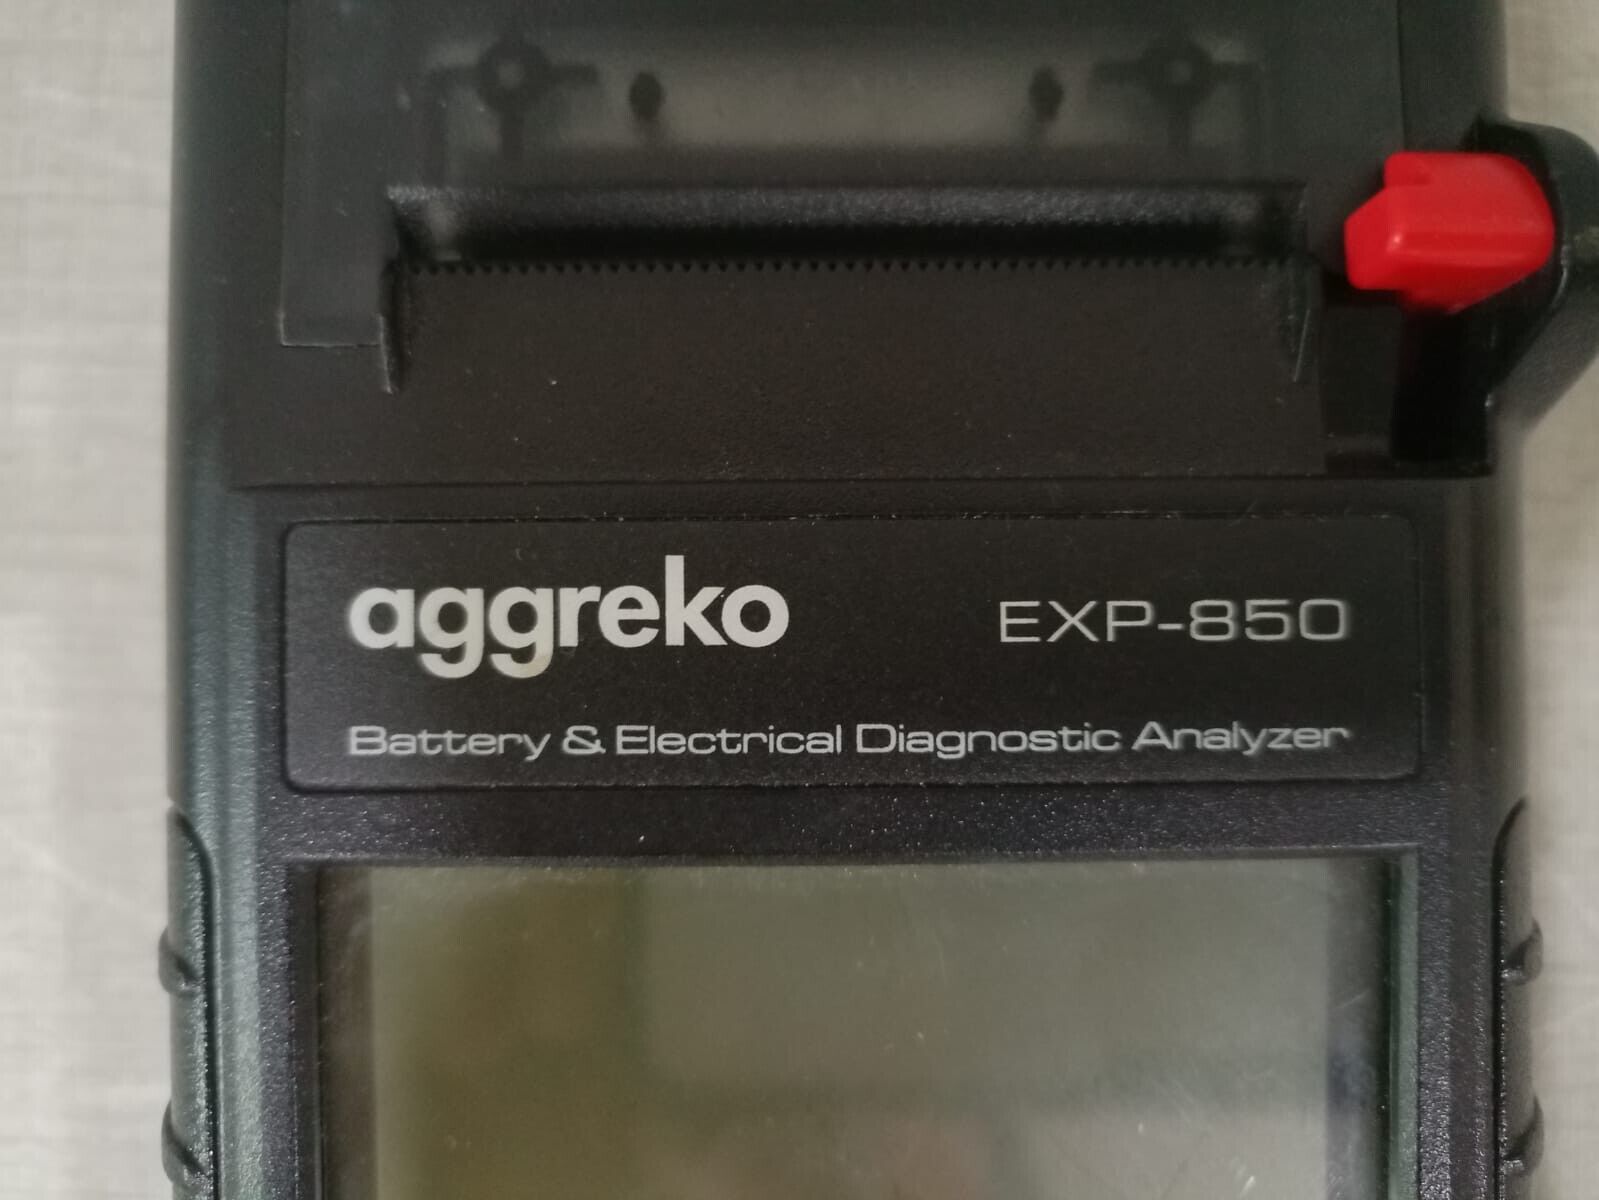 aggreko EXP-850
Battery & Electrical Diagnostic Analyzer